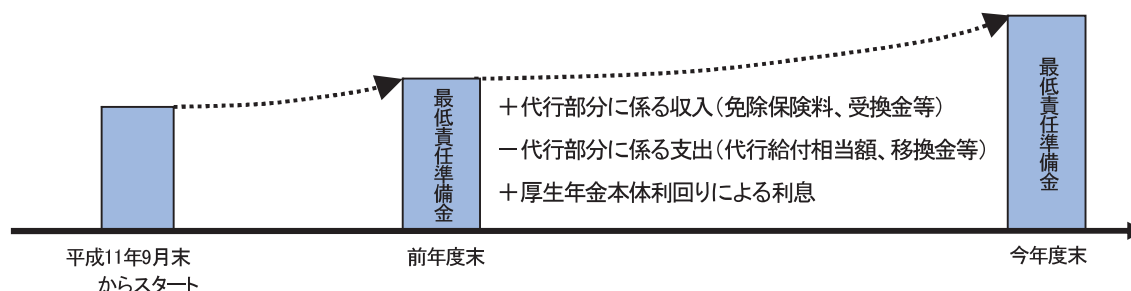 最低責任準備金
＋代行部分に係る収入（免除保険料、受換金等）
－代行部分に係る支出（代行給付相当額、移換金等）
＋厚生年金本体利回りによる利息
最低責任準備金
平成11年9月末
からスタート
前年度末
今年度末